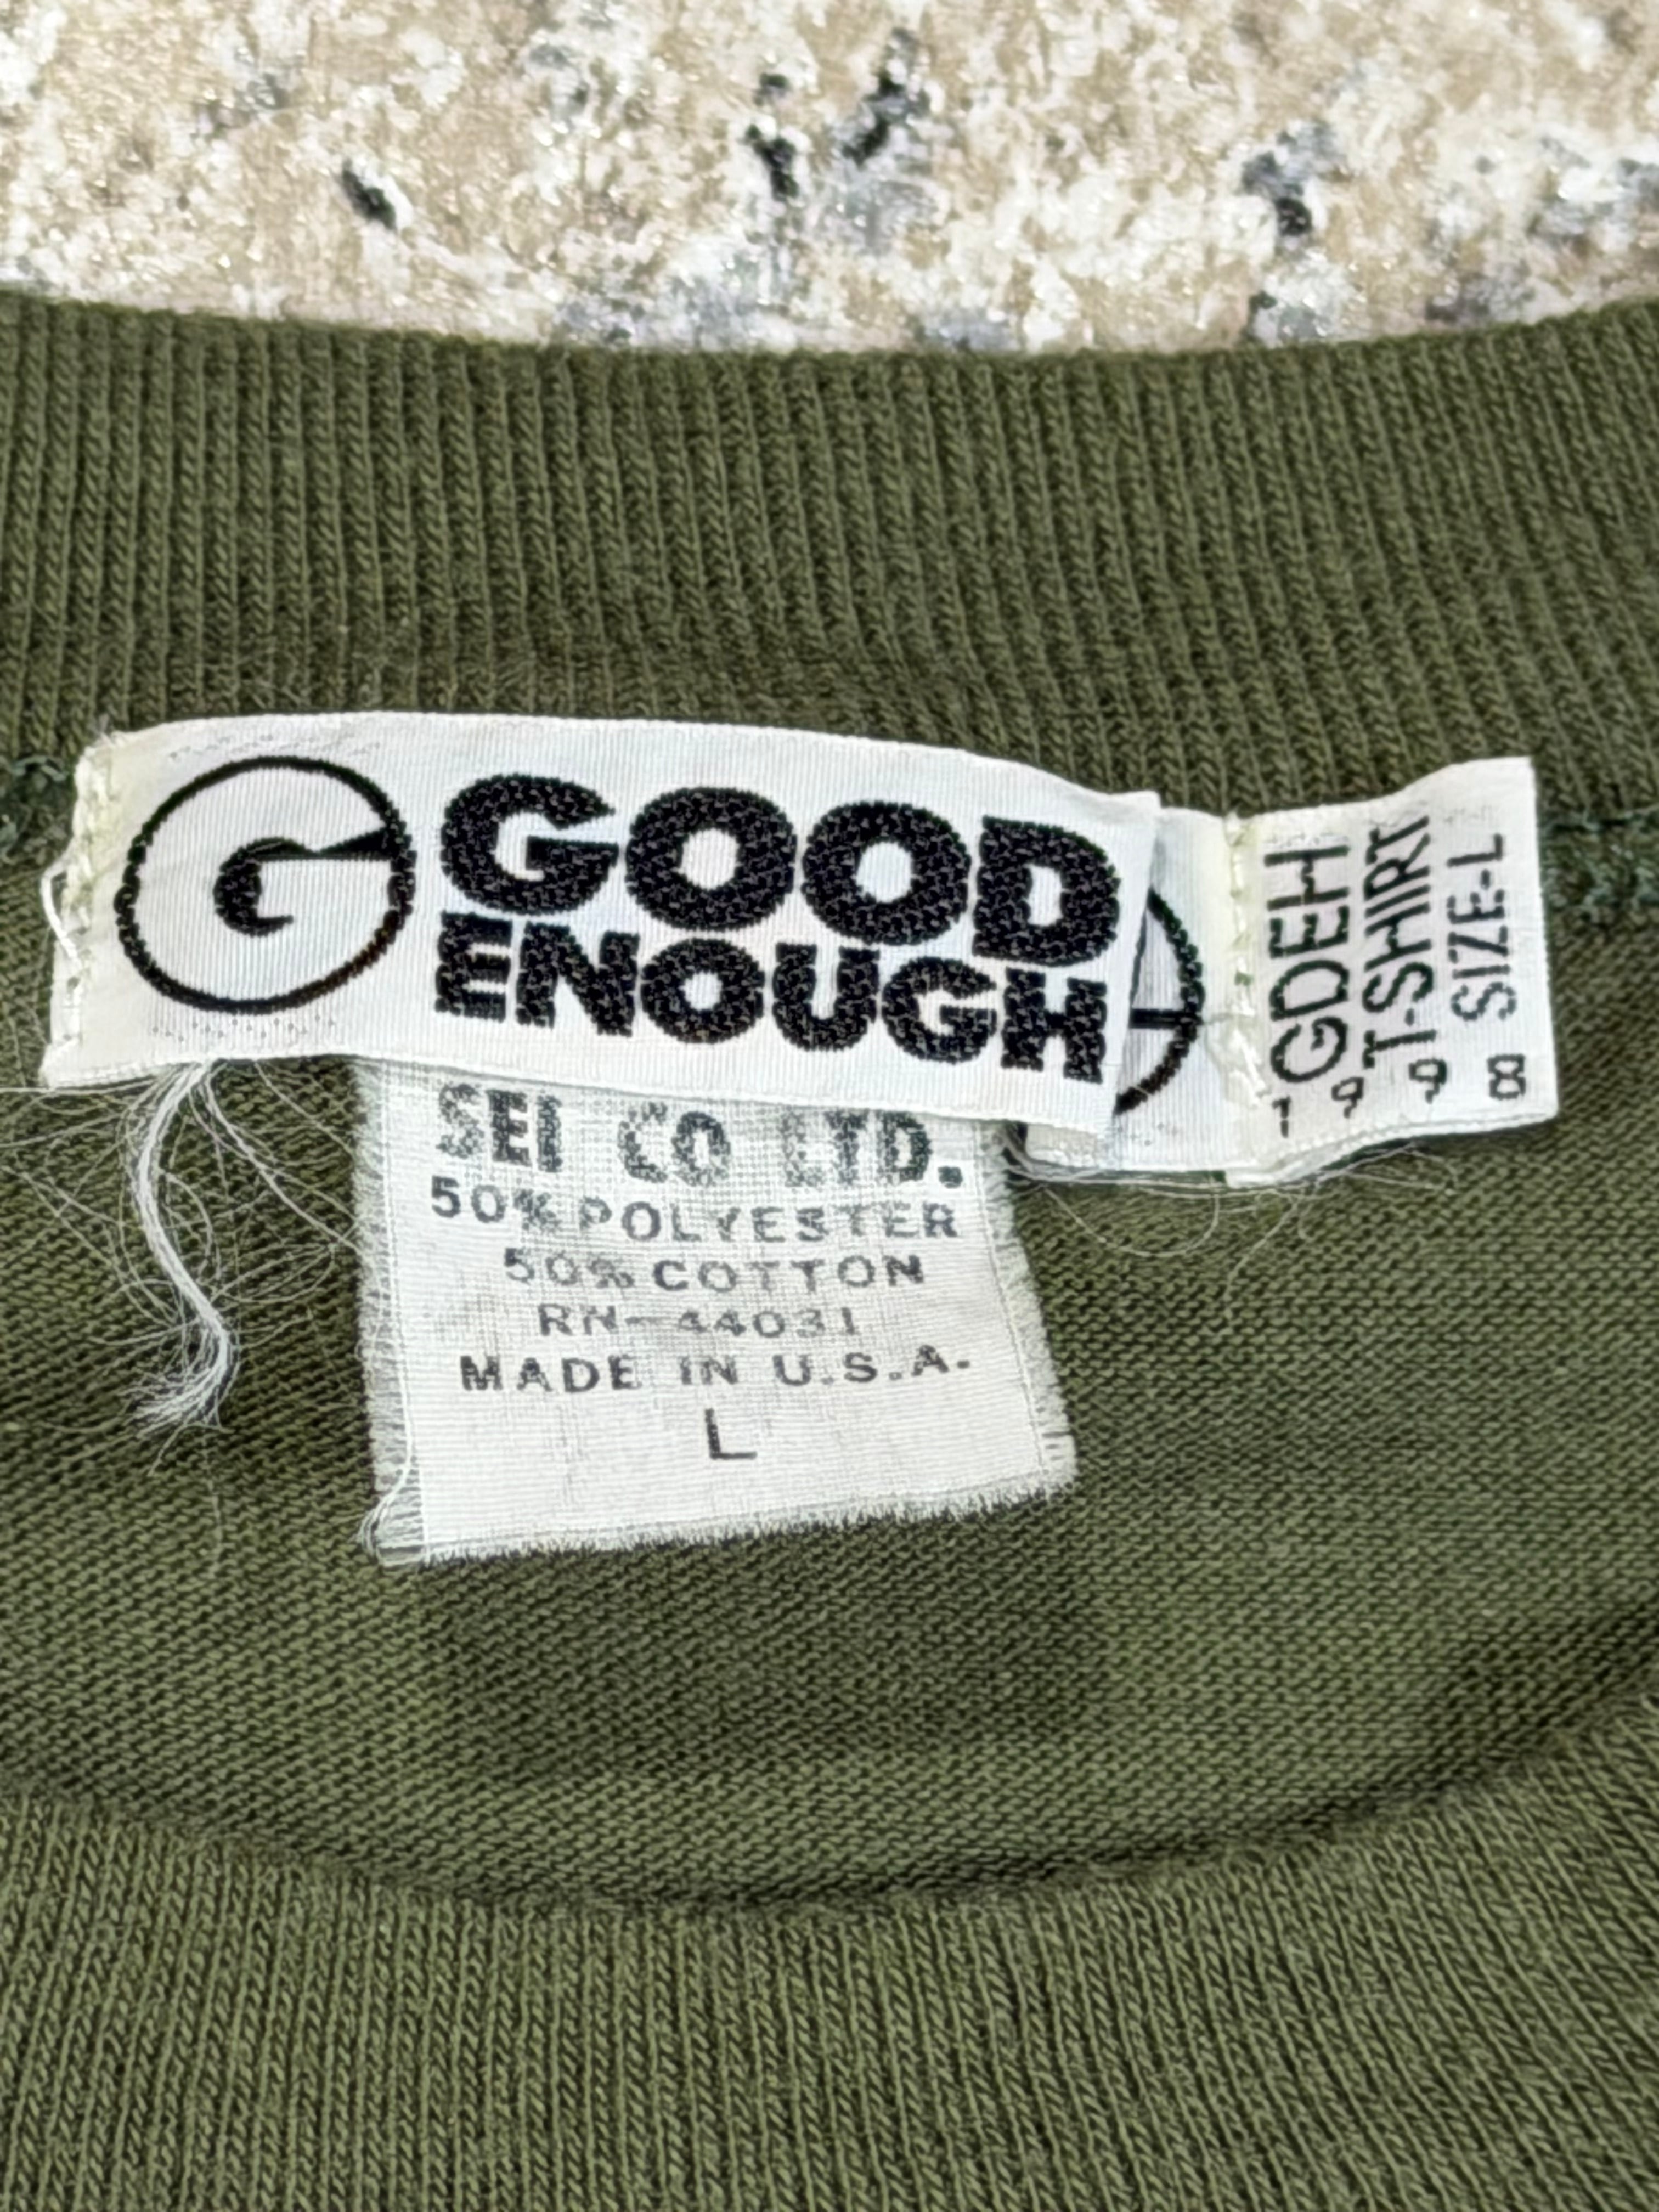 G GOOD
ENOUGH
GDEH
T-SHIRT
SIZE-L
1998
SEI CO LTD.
50% POLYESTER
50% COTTON
RN-44031
MADE IN U.S.A.
L